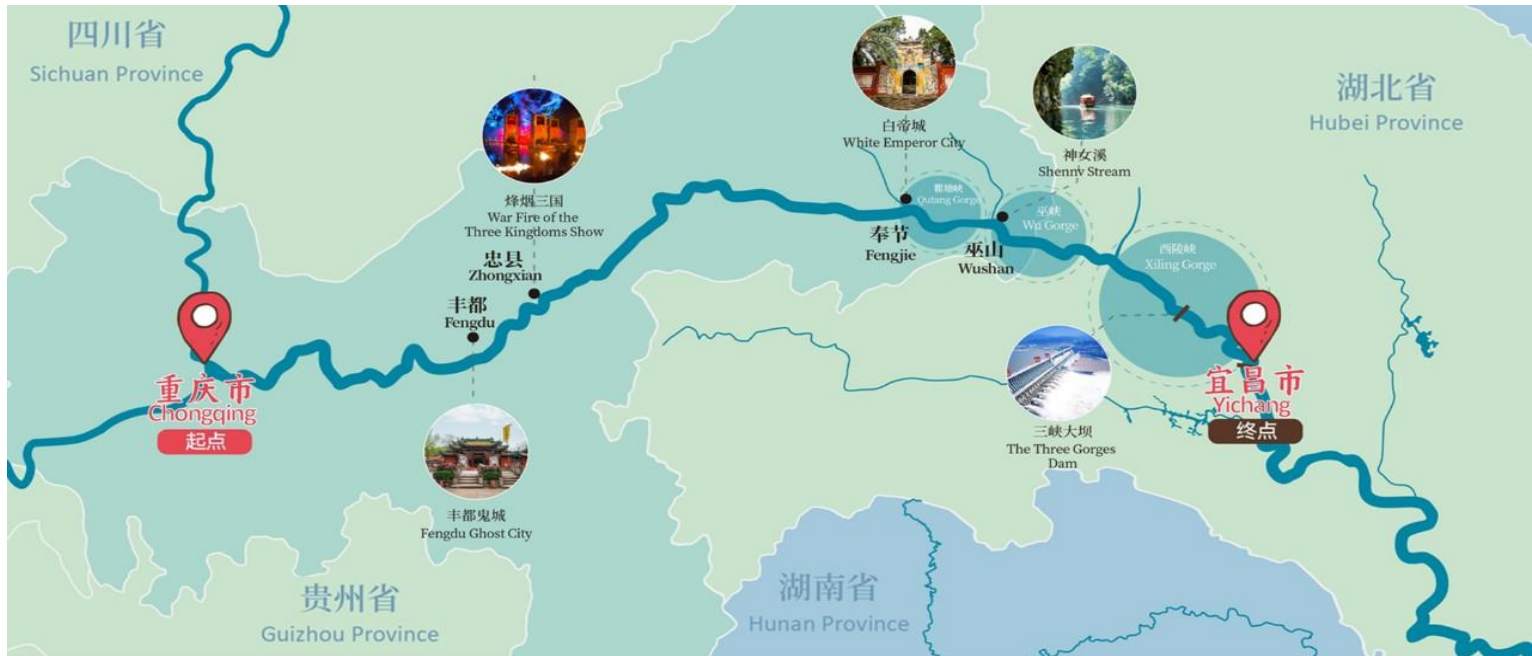 四川省
Sichuan Province
烽烟三国
War Fire of the
Three Kingdoms Show
忠县
Zhongxian
丰都
Fengdu
重庆市
Chongqing
起点
丰都鬼城
Fengdu Ghost City
贵州省
Guizhou Province
白帝城
White Emperor City
神女溪
Shennv Stream
湖北省
Hubei Province
瞿塘峡
Qutang Gorge
奉节
Fengjie
巫峡
Wu Gorge
巫山
Wushan
西陵峡
Xiling Gorge
三峡大坝
The Three Gorges
Dam
宜昌市
Yichang
终点
湖南省
Hunan Province